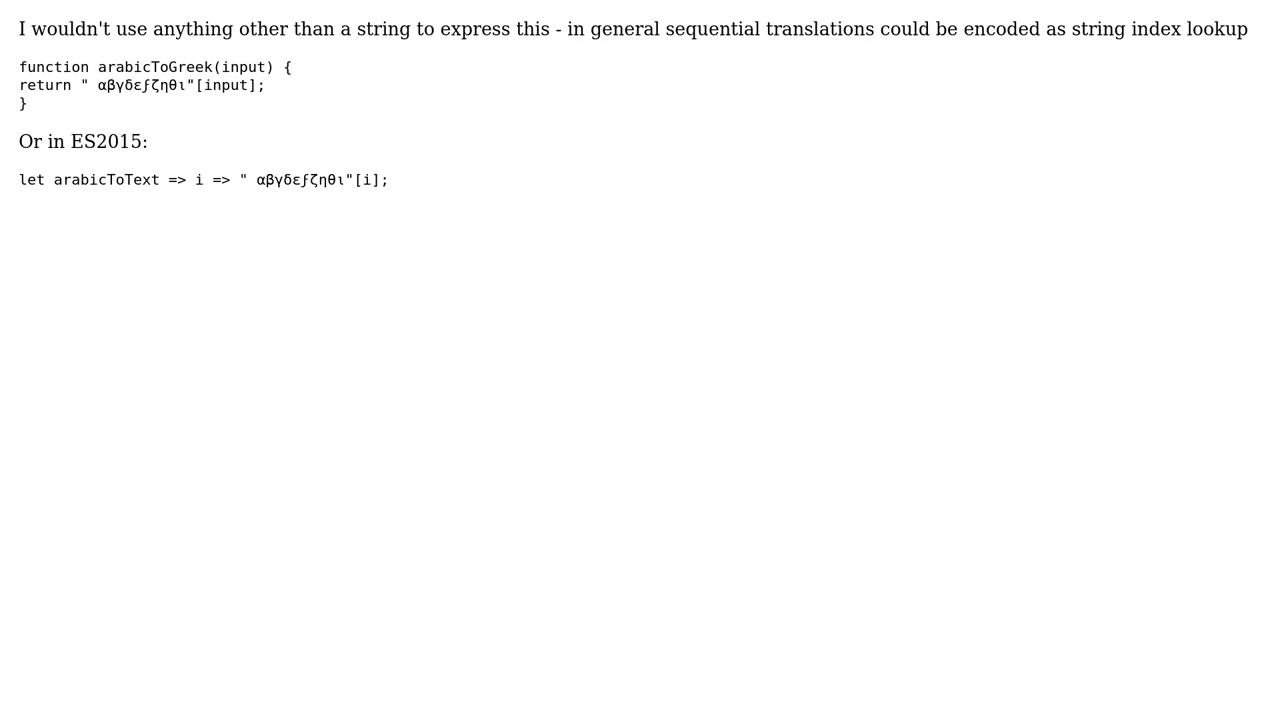 I wouldn't use anything other than a string to express this - in general sequential translations could be encoded as string index lookup
function arabicToGreek(input) {
return " αβγδεϝζηθι"[input];
}
Or in ES2015:
let arabicToText => i => " αβγδεϝζηθι"[i];